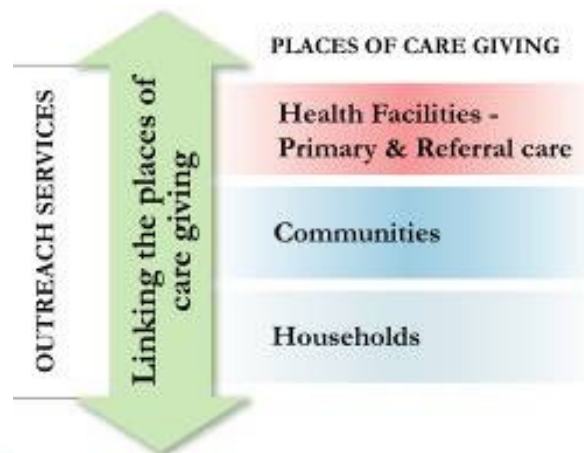 PLACES OF CARE GIVING
OUTREACH SERVICES
Linking the places of
care giving
Health Facilities -
Primary & Referral care
Communities
Households